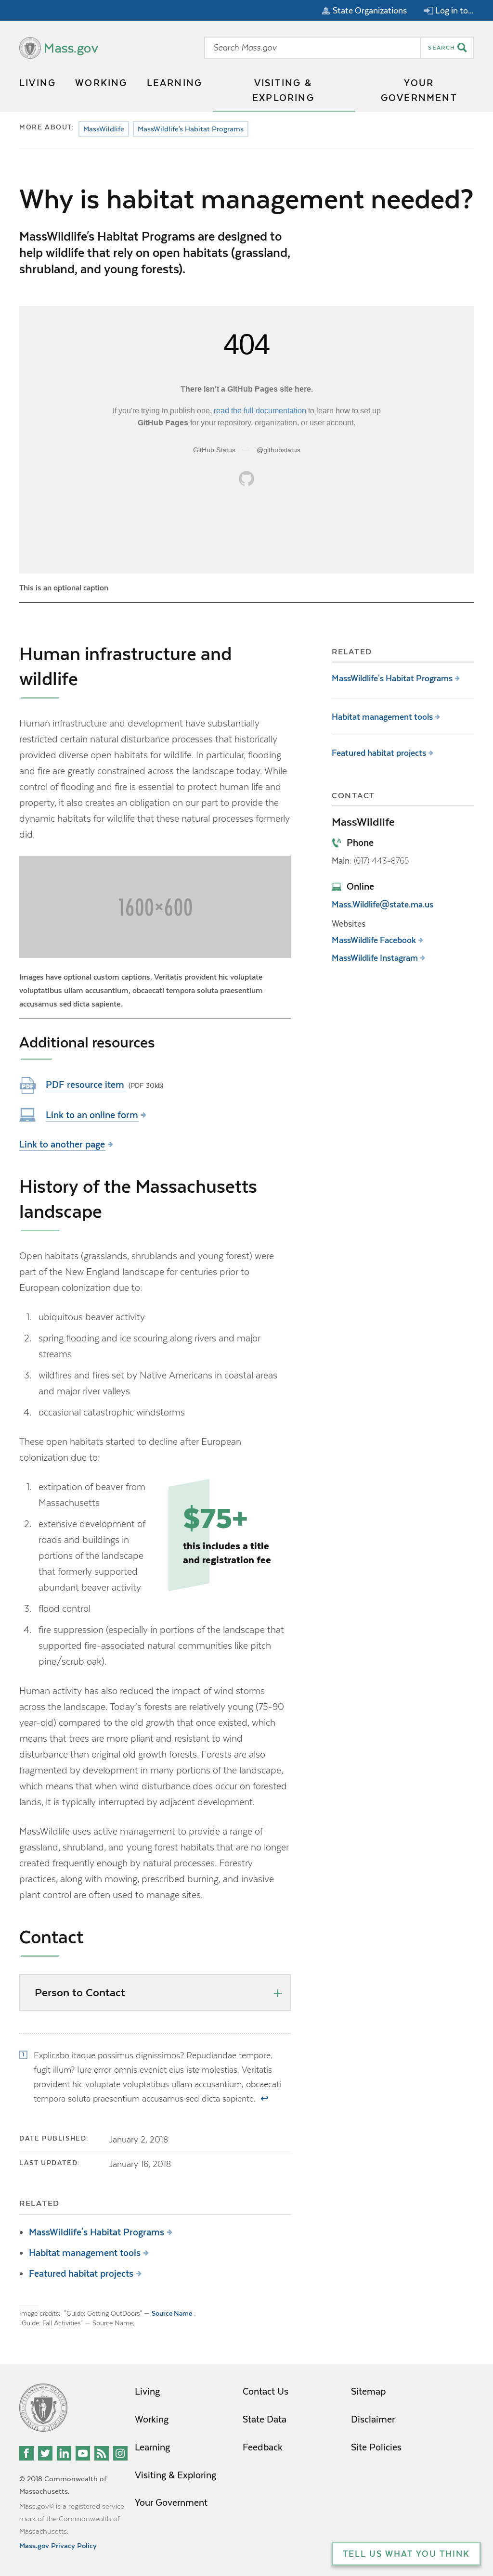 State Organizations
Log in to...
Mass.gov
Search Mass.gov
SEARCH
LIVING
WORKING
LEARNING
VISITING &
EXPLORING
YOUR
GOVERNMENT
MORE ABOUT:
MassWildlife
MassWildlife's Habitat Programs
Why is habitat management needed?
MassWildlife's Habitat Programs are designed to
help wildlife that rely on open habitats (grassland,
shrubland, and young forests).
404
There isn't a GitHub Pages site here.
If you're trying to publish one, read the full documentation to learn how to set up
GitHub Pages for your repository, organization, or user account.
GitHub Status — @githubstatus
This is an optional caption
Human infrastructure and
wildlife
Human infrastructure and development have substantially
restricted certain natural disturbance processes that historically
provided diverse open habitats for wildlife. In particular, flooding
and fire are greatly constrained across the landscape today. While
control of flooding and fire is essential to protect human life and
property, it also creates an obligation on our part to provide the
dynamic habitats for wildlife that these natural processes formerly
did.
1600×600
Images have optional custom captions. Veritatis provident hic voluptate
voluptatibus ullam accusantium, obcaecati tempora soluta praesentium
accusamus sed dicta sapiente.
Additional resources
PDF
PDF resource item (PDF 30kb)
Link to an online form
Link to another page
History of the Massachusetts
landscape
Open habitats (grasslands, shrublands and young forest) were
part of the New England landscape for centuries prior to
European colonization due to:
1. ubiquitous beaver activity
2. spring flooding and ice scouring along rivers and major
streams
3. wildfires and fires set by Native Americans in coastal areas
and major river valleys
4. occasional catastrophic windstorms
These open habitats started to decline after European
colonization due to:
1. extirpation of beaver from
Massachusetts
2. extensive development of
roads and buildings in
portions of the landscape
that formerly supported
abundant beaver activity
$75+
this includes a title
and registration fee
3. flood control
4. fire suppression (especially in portions of the landscape that
supported fire-associated natural communities like pitch
pine/scrub oak).
Human activity has also reduced the impact of wind storms
across the landscape. Today's forests are relatively young (75-90
year-old) compared to the old growth that once existed, which
means that trees are more pliant and resistant to wind
disturbance than original old growth forests. Forests are also
fragmented by development in many portions of the landscape,
which means that when wind disturbance does occur on forested
lands, it is typically interrupted by adjacent development.
MassWildlife uses active management to provide a range of
grassland, shrubland, and young forest habitats that are no longer
created frequently enough by natural processes. Forestry
practices, along with mowing, prescribed burning, and invasive
plant control are often used to manage sites.
Contact
Person to Contact
1 Explicabo itaque possimus dignissimos? Repudiandae tempore,
fugit illum? Iure error omnis eveniet eius iste molestias. Veritatis
provident hic voluptate voluptatibus ullam accusantium, obcaecati
tempora soluta praesentium accusamus sed dicta sapiente. ↩
DATE PUBLISHED: January 2, 2018
LAST UPDATED: January 16, 2018
RELATED
MassWildlife's Habitat Programs
Habitat management tools
Featured habitat projects
Image credits: "Guide: Getting OutDoors" — Source Name ,
"Guide: Fall Activities" — Source Name,
RELATED
MassWildlife's Habitat Programs
Habitat management tools
Featured habitat projects
CONTACT
MassWildlife
Phone
Main: (617) 443-8765
Online
Mass.Wildlife@state.ma.us
Websites
MassWildlife Facebook
MassWildlife Instagram
© 2018 Commonwealth of
Massachusetts.
Mass.gov® is a registered service
mark of the Commonwealth of
Massachusetts.
Mass.gov Privacy Policy
Living
Working
Learning
Visiting & Exploring
Your Government
Contact Us
State Data
Feedback
Sitemap
Disclaimer
Site Policies
TELL US WHAT YOU THINK